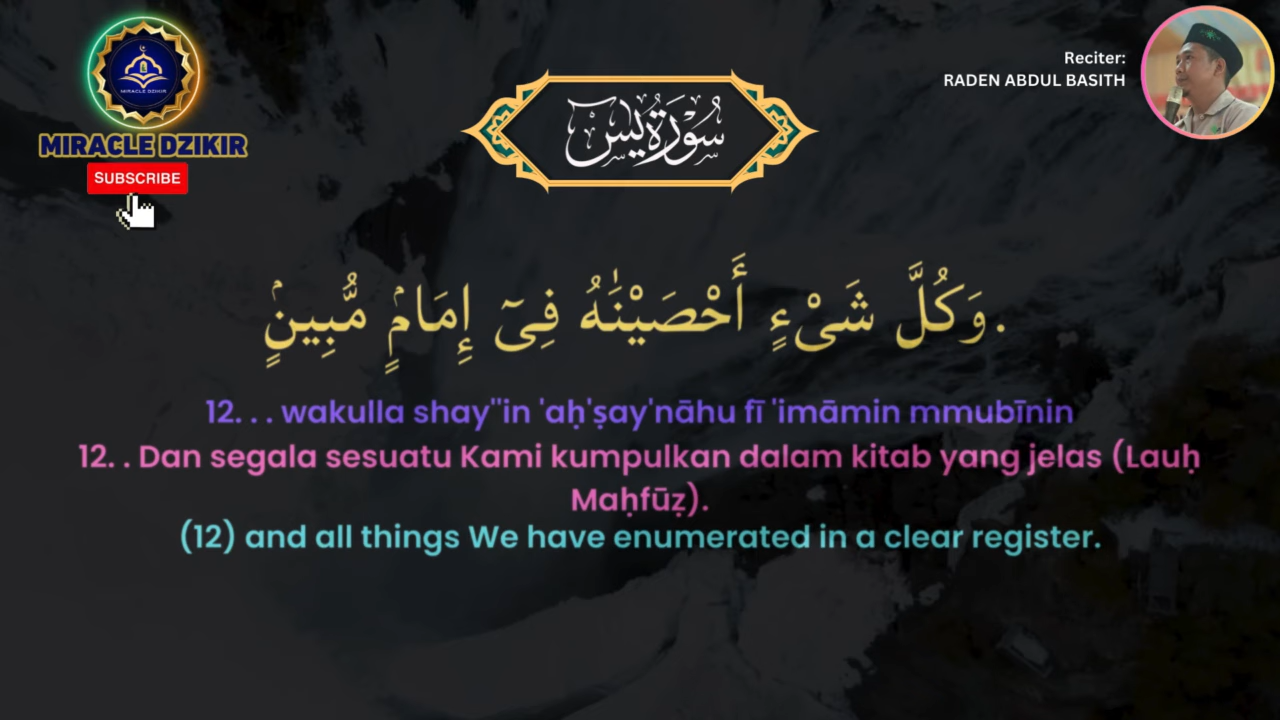 MIRACLE DZIKIR
MIRACLE DZIKIR
SUBSCRIBE
سُوْرَةُ يٰسٓ
Reciter:
RADEN ABDUL BASITH
وَكُلَّ شَىْءٍ أَحْصَيْنَٰهُ فِىٓ إِمَامٍۢ مُّبِينٍۢ.
12. . . wakulla shay''in 'aḥ'ṣay'nāhu fī 'imāmin mmubīnin
12. . Dan segala sesuatu Kami kumpulkan dalam kitab yang jelas (Lauḥ
Maḥfūẓ).
(12) and all things We have enumerated in a clear register.